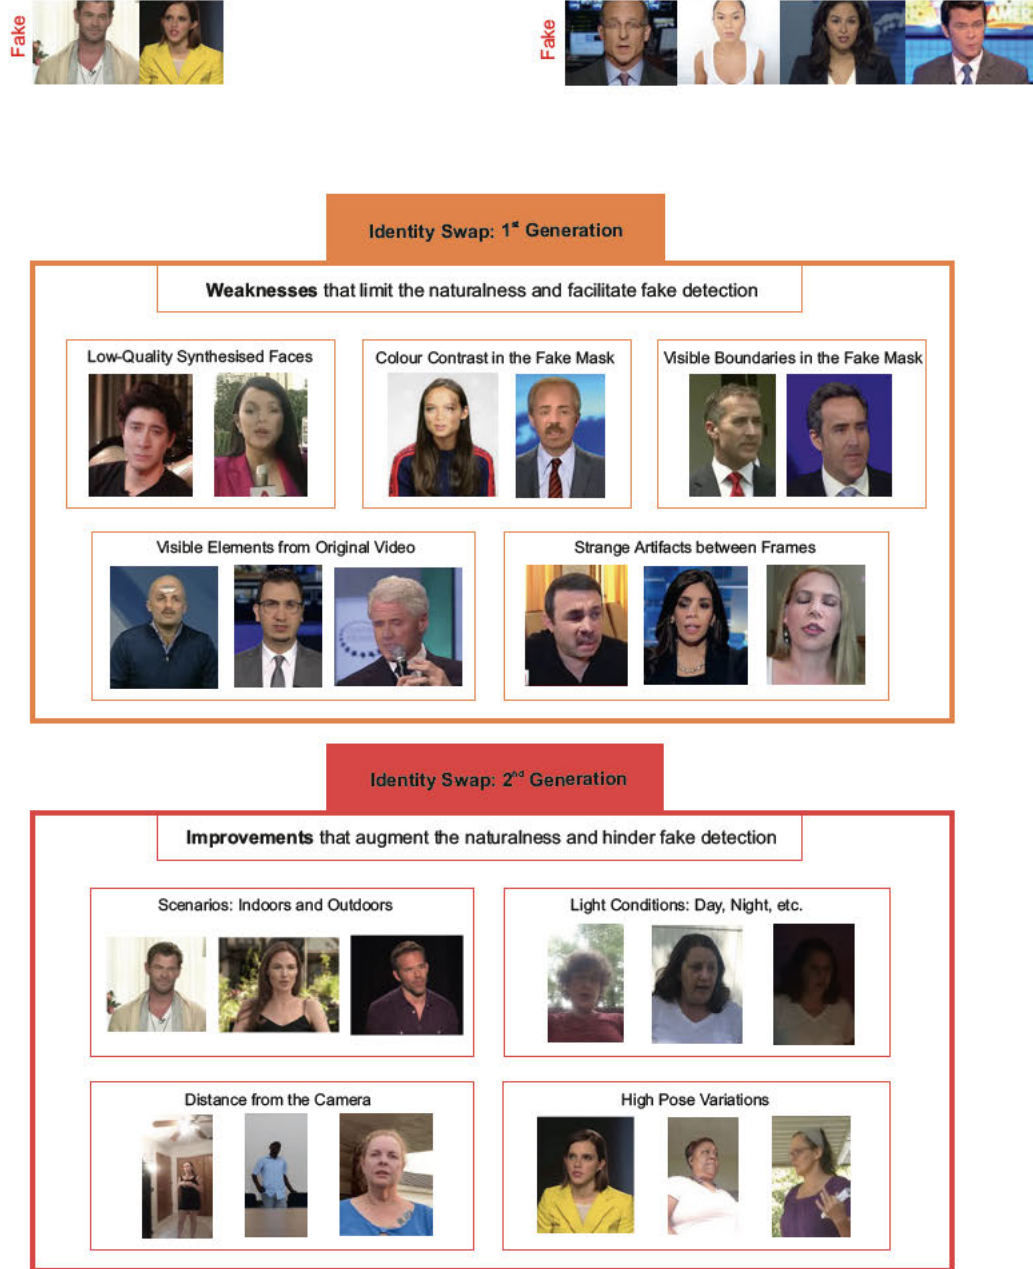 Fake
Fake
Identity Swap: 1st Generation
Weaknesses that limit the naturalness and facilitate fake detection
Low-Quality Synthesised Faces
Colour Contrast in the Fake Mask
Visible Boundaries in the Fake Mask
Visible Elements from Original Video
Strange Artifacts between Frames
Identity Swap: 2nd Generation
Improvements that augment the naturalness and hinder fake detection
Scenarios: Indoors and Outdoors
Light Conditions: Day, Night, etc.
Distance from the Camera
High Pose Variations